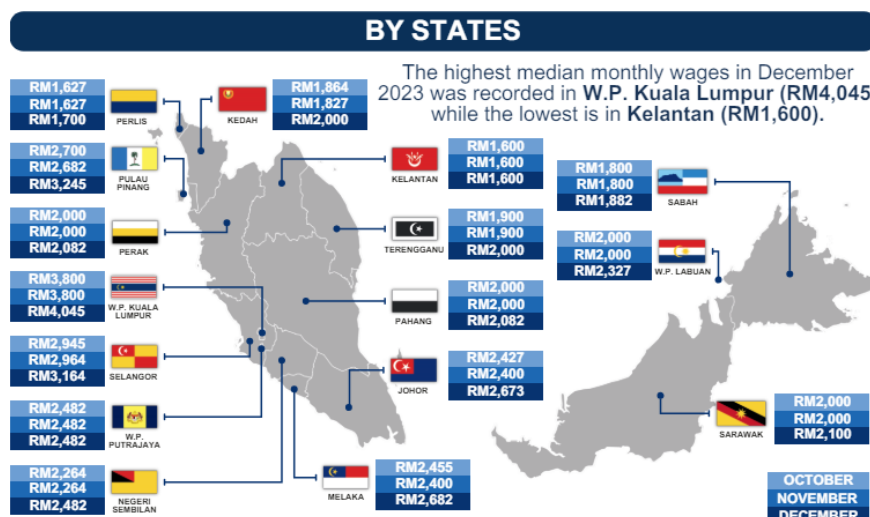 BY STATES
The highest median monthly wages in December
2023 was recorded in W.P. Kuala Lumpur (RM4,045
while the lowest is in Kelantan (RM1,600).
RM1,627
RM1,627
RM1,700
PERLIS
KEDAH
RM1,864
RM1,827
RM2,000
RM2,700
RM2,682
RM3,245
PULAU
PINANG
KELANTAN
RM1,600
RM1,600
RM1,600
RM1,800
RM1,800
RM1,882
SABAH
RM2,000
RM2,000
RM2,082
PERAK
TERENGGANU
RM1,900
RM1,900
RM2,000
RM2,000
RM2,000
RM2,327
W.P. LABUAN
RM3,800
RM3,800
RM4,045
W.P. KUALA
LUMPUR
PAHANG
RM2,000
RM2,000
RM2,082
RM2,945
RM2,964
RM3,164
SELANGOR
JOHOR
RM2,427
RM2,400
RM2,673
RM2,482
RM2,482
RM2,482
W.P.
PUTRAJAYA
SARAWAK
RM2,000
RM2,000
RM2,100
RM2,264
RM2,264
RM2,482
NEGERI
SEMBILAN
MELAKA
RM2,455
RM2,400
RM2,682
OCTOBER
NOVEMBER
DECEMBER